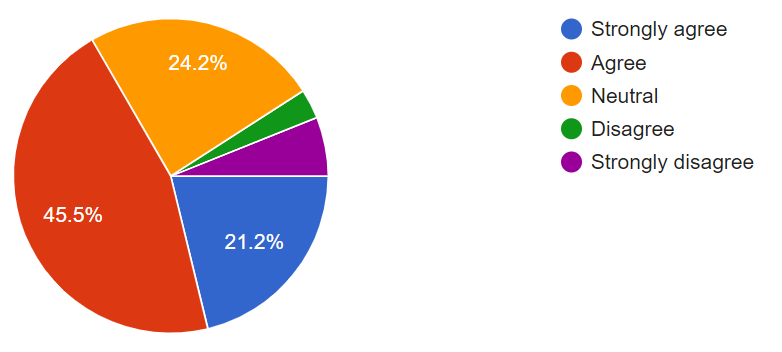 24.2%
45.5%
21.2%
Strongly agree
Agree
Neutral
Disagree
Strongly disagree